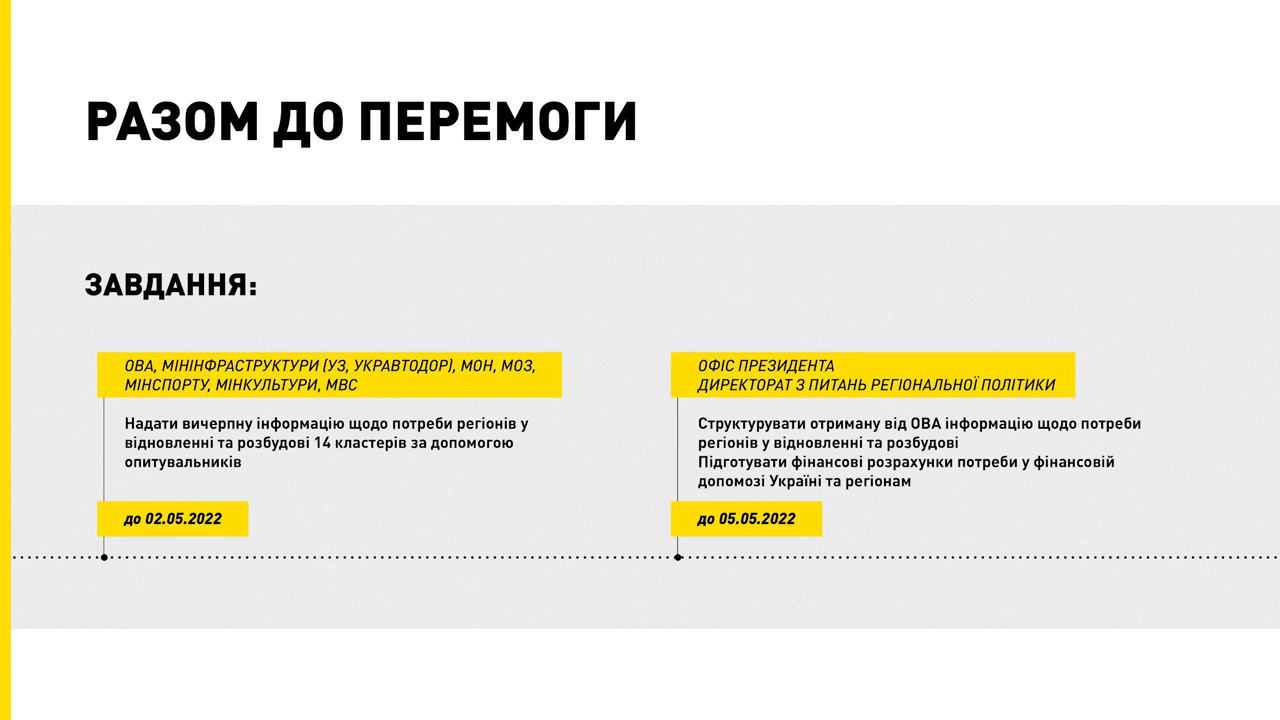 РАЗОМ ДО ПЕРЕМОГИ
ЗАВДАННЯ:
ОВА, МІНІНФРАСТРУКТУРИ (УЗ, УКРАВТОДОР), МОН, МОЗ,
МІНСПОРТУ, МІНКУЛЬТУРИ, МВС
Надати вичерпну інформацію щодо потреби регіонів у
відновленні та розбудові 14 кластерів за допомогою
опитувальників
до 02.05.2022
ОФІС ПРЕЗИДЕНТА
ДИРЕКТОРАТ З ПИТАНЬ РЕГІОНАЛЬНОЇ ПОЛІТИКИ
Структурувати отриману від ОВА інформацію щодо потреби
регіонів у відновленні та розбудові
Підготувати фінансові розрахунки потреби у фінансовій
допомозі Україні та регіонам
до 05.05.2022